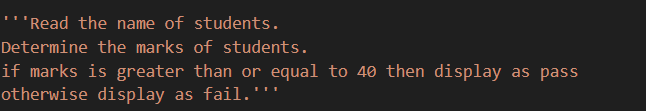 '''Read the name of students.
Determine the marks of students.
if marks is greater than or equal to 40 then display as pass
otherwise display as fail.'''